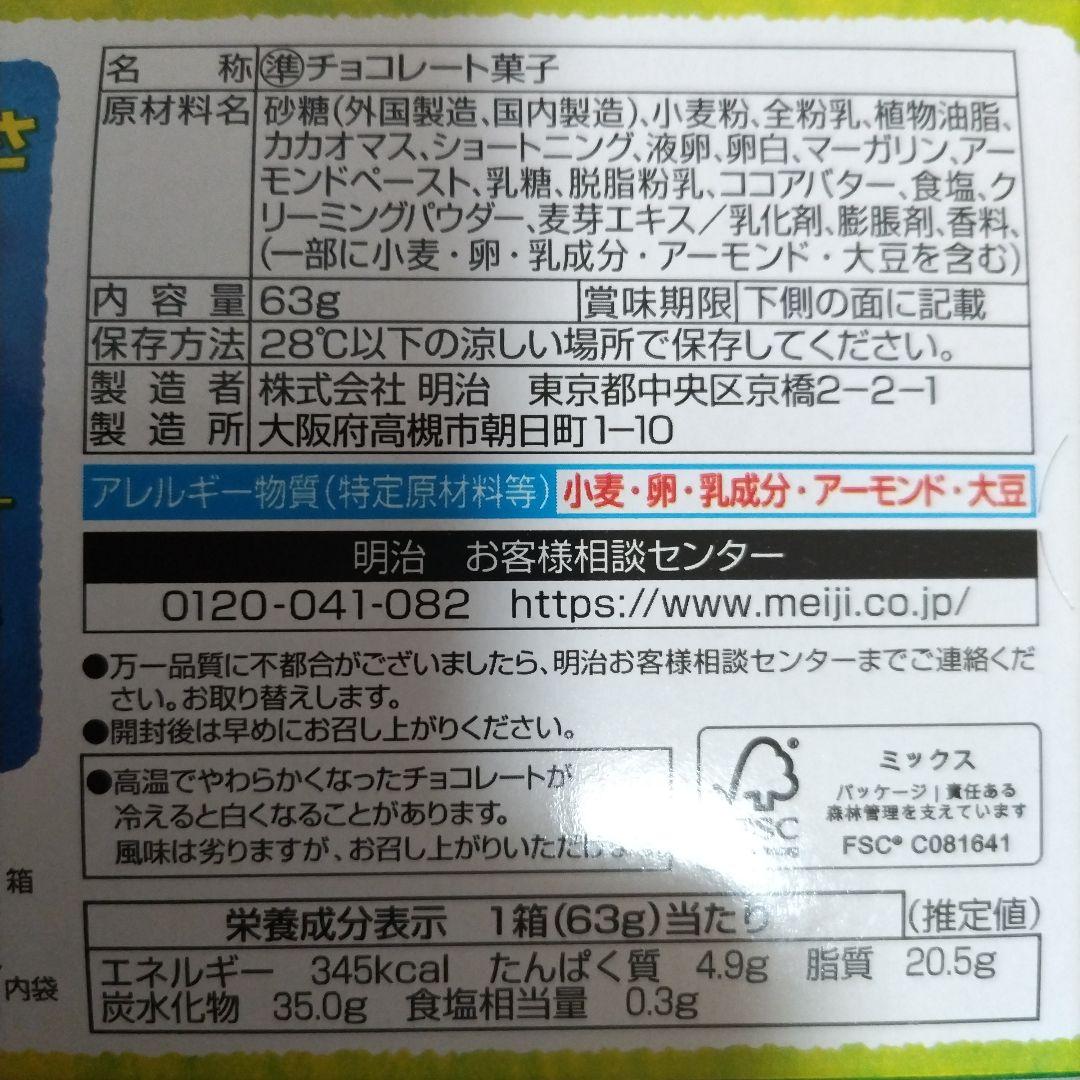 名 称 準チョコレート菓子
原材料名 砂糖(外国製造、国内製造)、小麦粉、全粉乳、植物油脂、
カカオマス、ショートニング、液卵、卵白、マーガリン、アー
モンドペースト、乳糖、脱脂粉乳、ココアバター、食塩、ク
リーミングパウダー、麦芽エキス/乳化剤、膨脹剤、香料、
(一部に小麦・卵・乳成分・アーモンド・大豆を含む)
内容量 63g 賞味期限 下側の面に記載
保存方法 28℃以下の涼しい場所で保存してください。
製造者 株式会社 明治 東京都中央区京橋2-2-1
製造所 大阪府高槻市朝日町1-10
アレルギー物質(特定原材料等) 小麦・卵・乳成分・アーモンド・大豆
明治 お客様相談センター
0120-041-082 https://www.meiji.co.jp/
●万一品質に不都合がございましたら、明治お客様相談センターまでご連絡くだ
さい。お取り替えします。
●開封後は早めにお召し上がりください。
●高温でやわらかくなったチョコレートが
冷えると白くなることがあります。
風味は劣りますが、お召し上がりいただけ
FSC
ミックス
パッケージ|責任ある
森林管理を支えています
FSC® C081641
箱
内袋
栄養成分表示 1箱(63g)当たり (推定値)
エネルギー 345kcal たんぱく質 4.9g 脂質 20.5g
炭水化物 35.0g 食塩相当量 0.3g